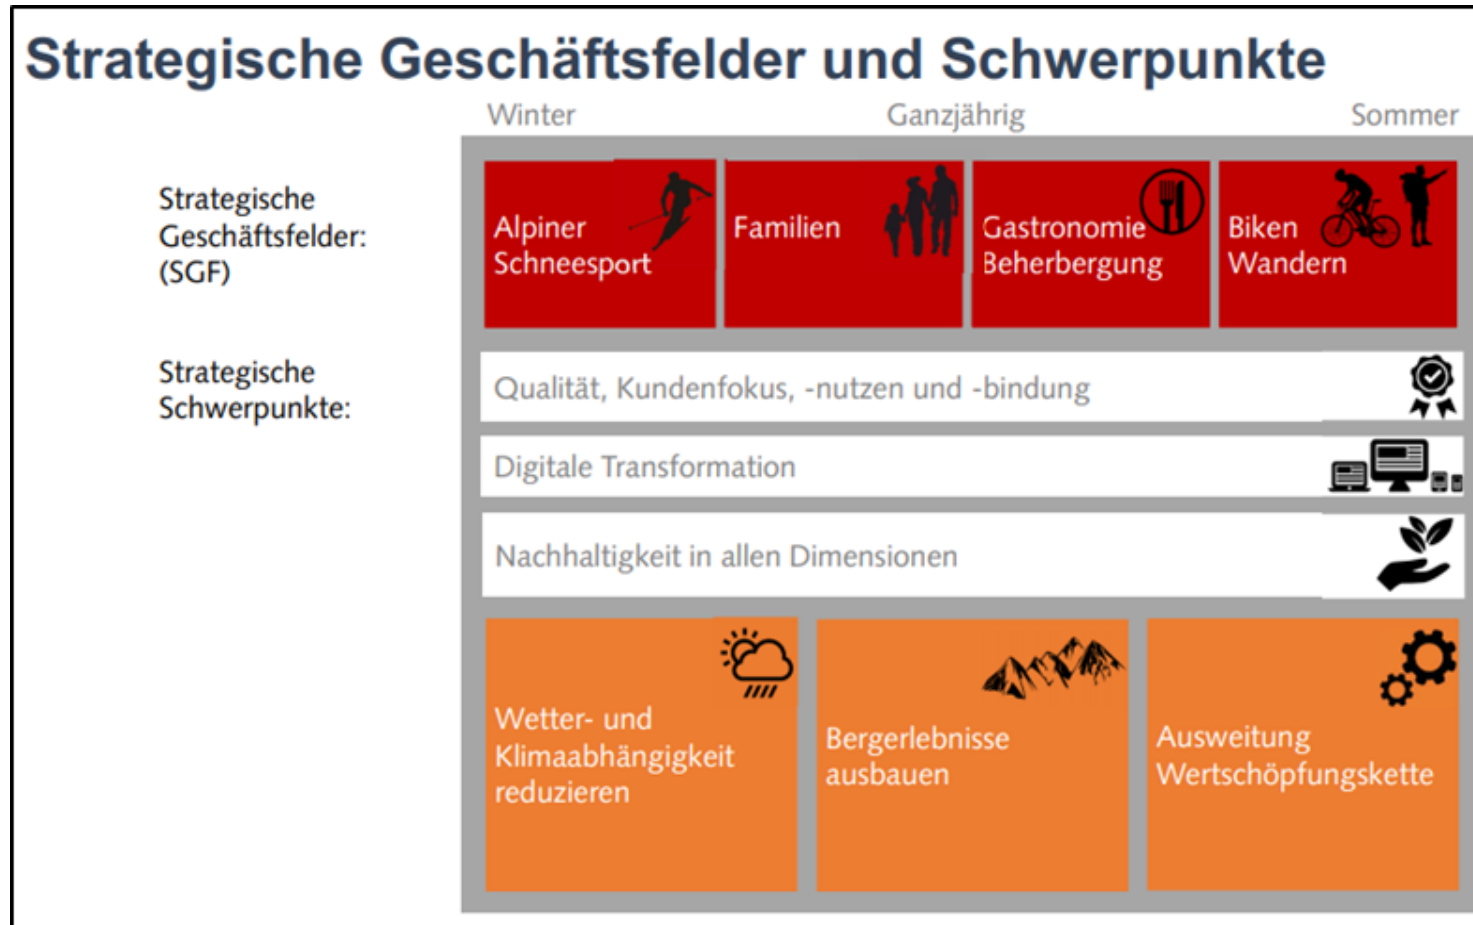 Strategische Geschäftsfelder und Schwerpunkte
Winter
Ganzjährig
Sommer
Strategische
Geschäftsfelder:
(SGF)
Alpiner
Schneesport
Familien
Gastronomie
Beherbergung
Biken
Wandern
Strategische
Schwerpunkte:
Qualität, Kundenfokus, -nutzen und -bindung
Digitale Transformation
Nachhaltigkeit in allen Dimensionen
Wetter- und
Klimaabhängigkeit
reduzieren
Bergerlebnisse
ausbauen
Ausweitung
Wertschöpfungskette